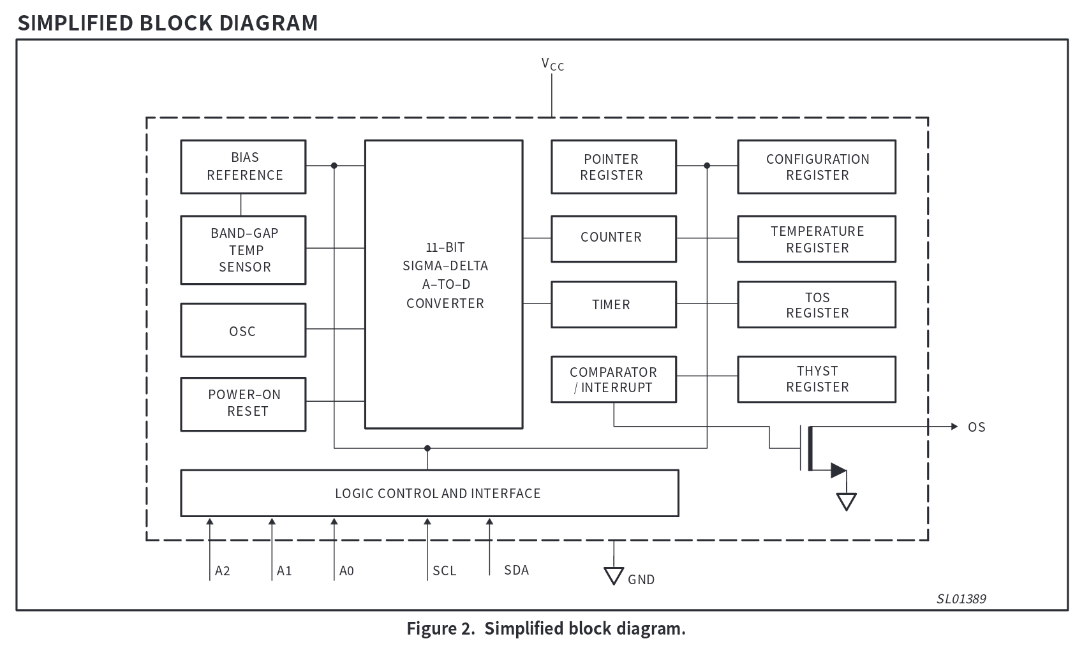 SIMPLIFIED BLOCK DIAGRAM
VCC
BIAS
REFERENCE
BAND–GAP
TEMP
SENSOR
OSC
POWER–ON
RESET
11–BIT
SIGMA–DELTA
A–TO–D
CONVERTER
POINTER
REGISTER
COUNTER
TIMER
COMPARATOR
/ INTERRUPT
CONFIGURATION
REGISTER
TEMPERATURE
REGISTER
TOS
REGISTER
THYST
REGISTER
OS
LOGIC CONTROL AND INTERFACE
A2
A1
A0
SCL
SDA
GND
SL01389
Figure 2. Simplified block diagram.